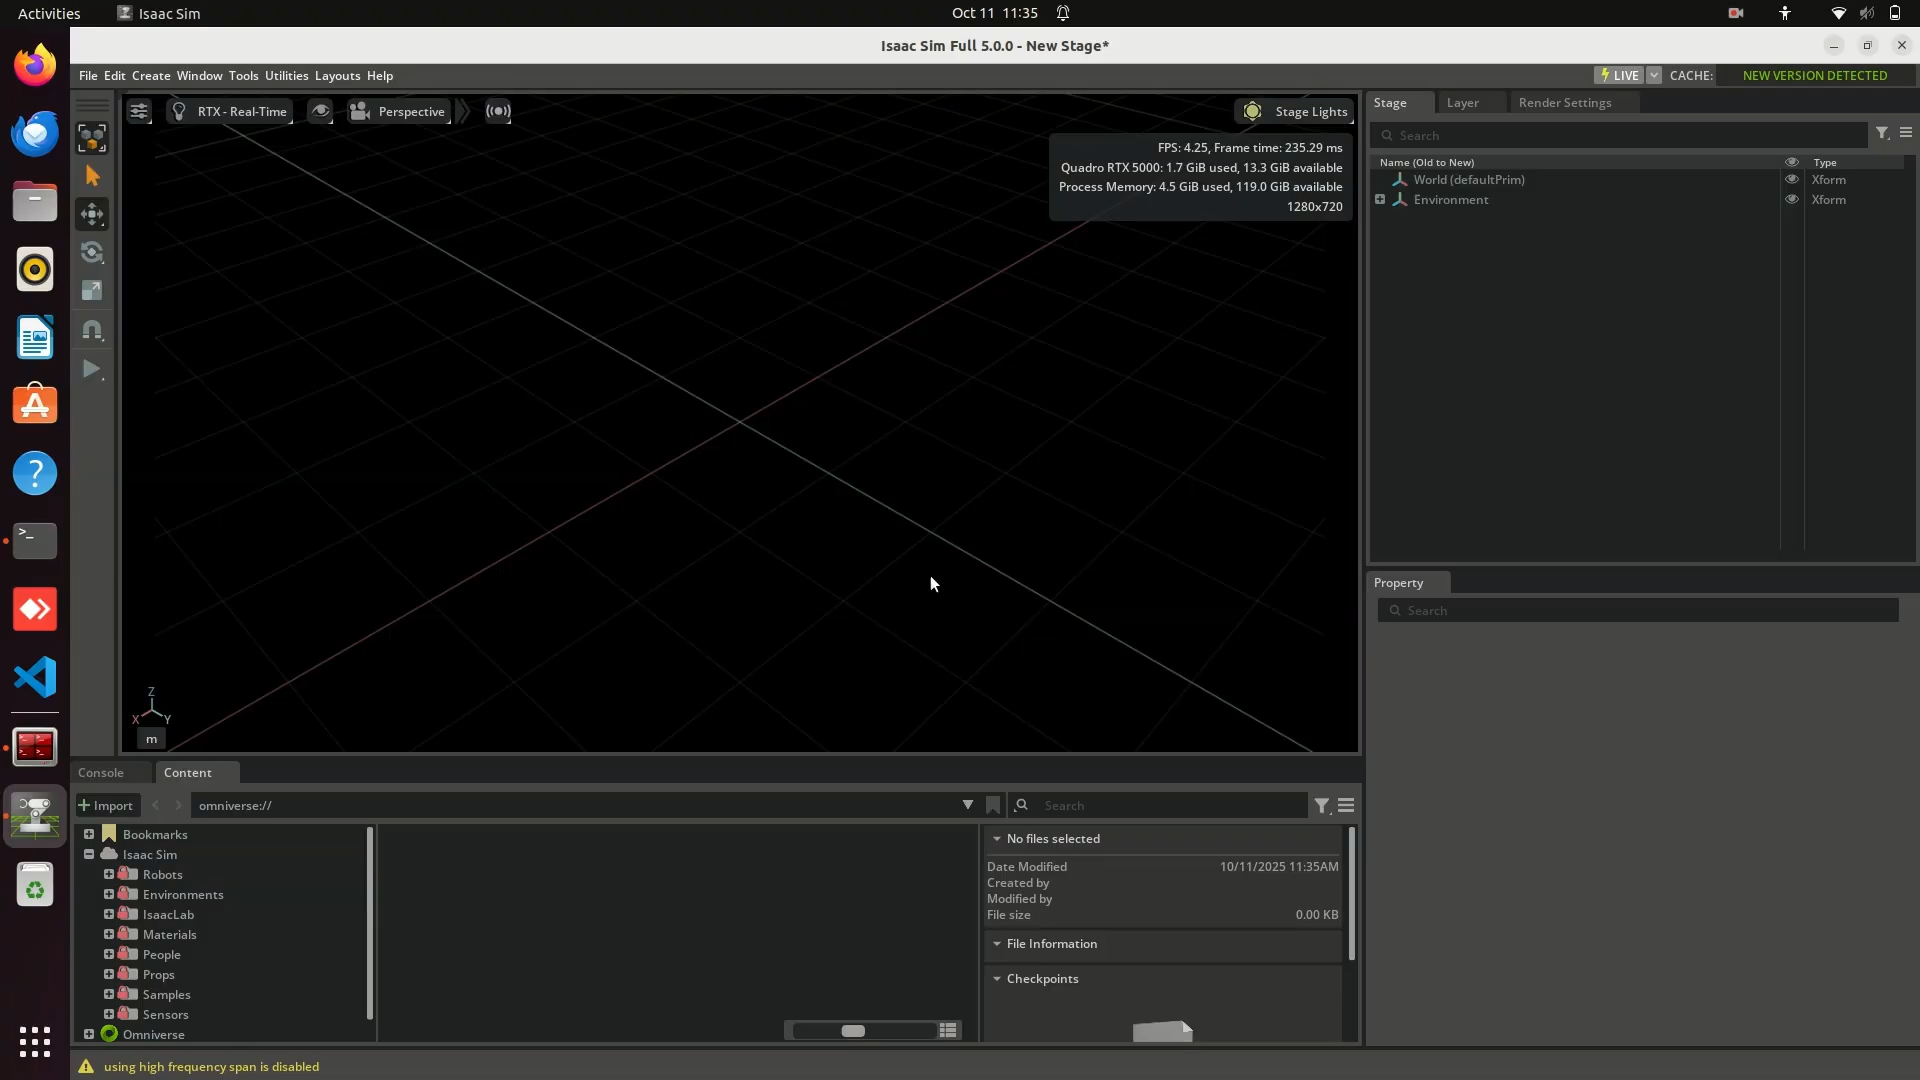 Activities
Isaac Sim
Oct 11 11:35
Isaac Sim Full 5.0.0 - New Stage*
File Edit Create Window Tools Utilities Layouts Help
LIVE
CACHE:
NEW VERSION DETECTED
RTX - Real-Time
Perspective
Stage Lights
FPS: 4.25, Frame time: 235.29 ms
Quadro RTX 5000: 1.7 GiB used, 13.3 GiB available
Process Memory: 4.5 GiB used, 119.0 GiB available
1280x720
Z
X
Y
m
Stage
Layer
Render Settings
Search
Name (Old to New)
Type
World (defaultPrim)
Xform
Environment
Xform
Property
Search
Console
Content
Import
omniverse://
Search
Bookmarks
Isaac Sim
Robots
Environments
IsaacLab
Materials
People
Props
Samples
Sensors
Omniverse
No files selected
Date Modified
10/11/2025 11:35AM
Created by
Modified by
File size
0.00 KB
File Information
Checkpoints
using high frequency span is disabled